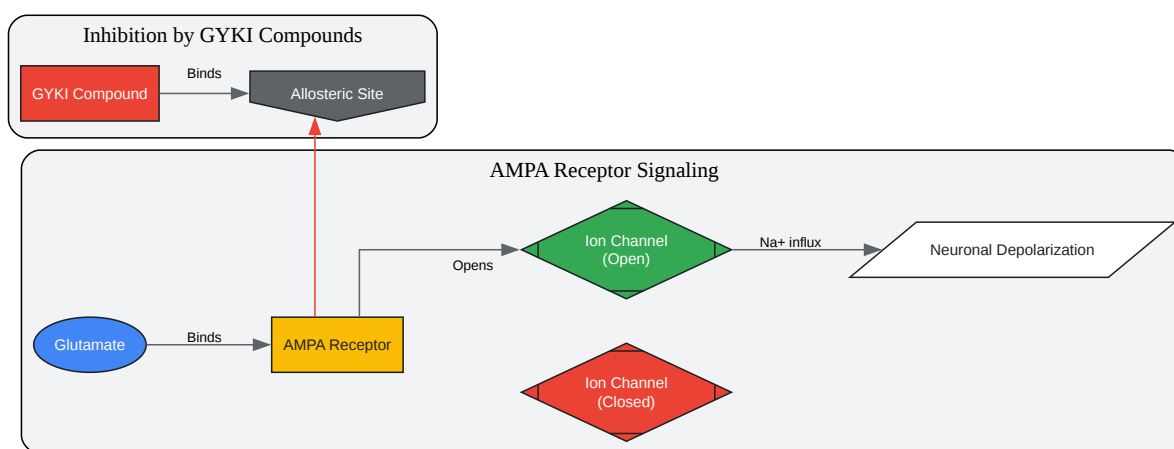 Inhibition by GYKI Compounds
GYKI Compound
Binds
Allosteric Site
AMPA Receptor Signaling
Ion Channel
(Open)
Opens
Na+ influx
Neuronal Depolarization
Glutamate
Binds
AMPA Receptor
Ion Channel
(Closed)